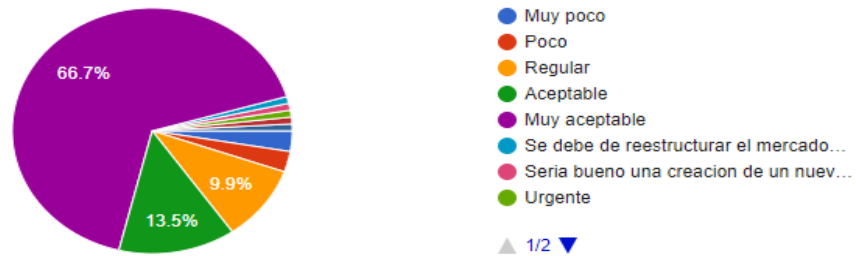 66.7%
9.9%
13.5%
Muy poco
Poco
Regular
Aceptable
Muy aceptable
Se debe de reestructurar el mercado...
Seria bueno una creacion de un nuev...
Urgente
1/2